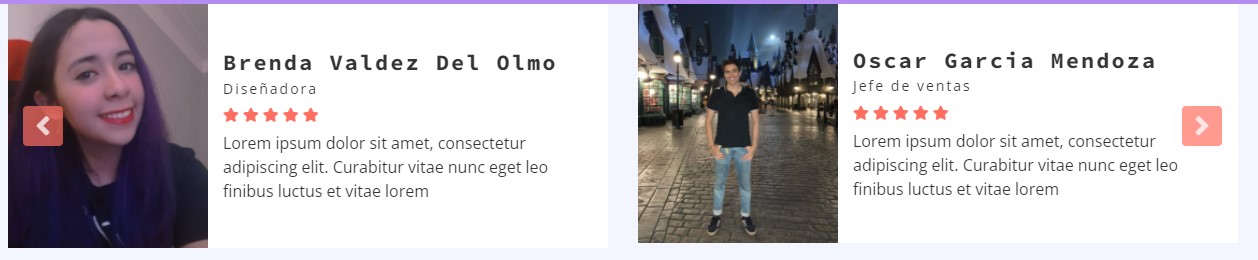 Brenda Valdez Del Olmo
Diseñadora
Lorem ipsum dolor sit amet, consectetur
adipiscing elit. Curabitur vitae nunc eget leo
finibus luctus et vitae lorem
Oscar Garcia Mendoza
Jefe de ventas
Lorem ipsum dolor sit amet, consectetur
adipiscing elit. Curabitur vitae nunc eget leo
finibus luctus et vitae lorem